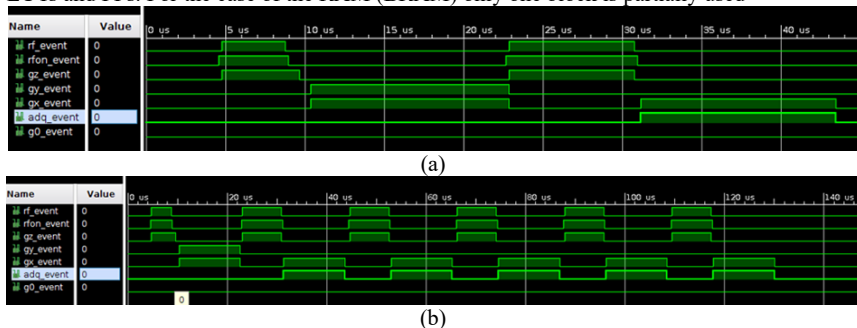 Name Value 0 us 5 us 10 us 15 us 20 us 25 us 30 us 35 us 40 us
rf_event 0
rfon_event 0
gz_event 0
gy_event 0
gx_event 0
adq_event 0
g0_event 0
(a)
Name Value 0 us 20 us 40 us 60 us 80 us 100 us 120 us 140 us
rf_event 0
rfon_event 0
gz_event 0
gy_event 0
gx_event 0
adq_event 0
g0_event 0
0
(b)